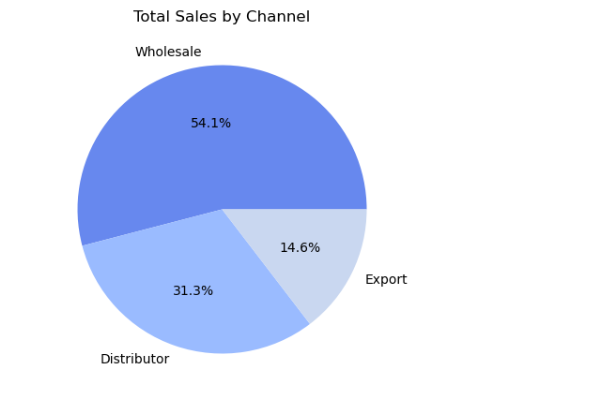 Total Sales by Channel
Wholesale
54.1%
14.6%
Export
31.3%
Distributor